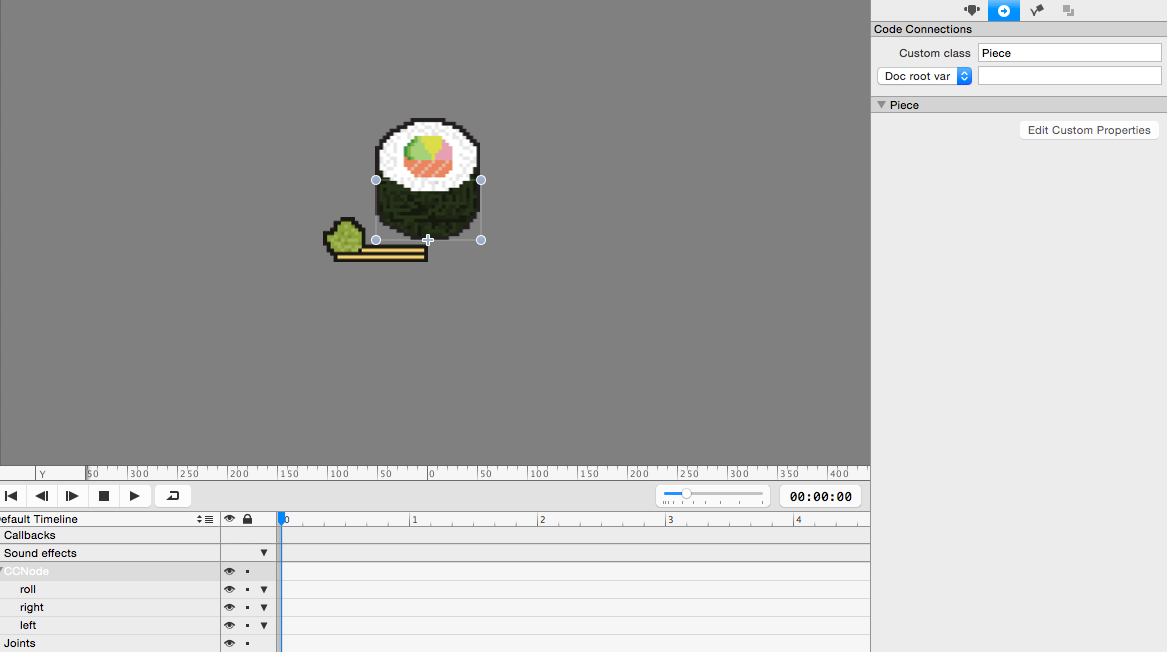 Code Connections
Custom class Piece
Doc root var
Piece
Edit Custom Properties
Y 50 300 250 200 150 100 50 0 50 100 150 200 250 300 350 400
00:00:00
efault Timeline 0 1 2 3 4
Callbacks
Sound effects
CCNode
roll
right
left
Joints